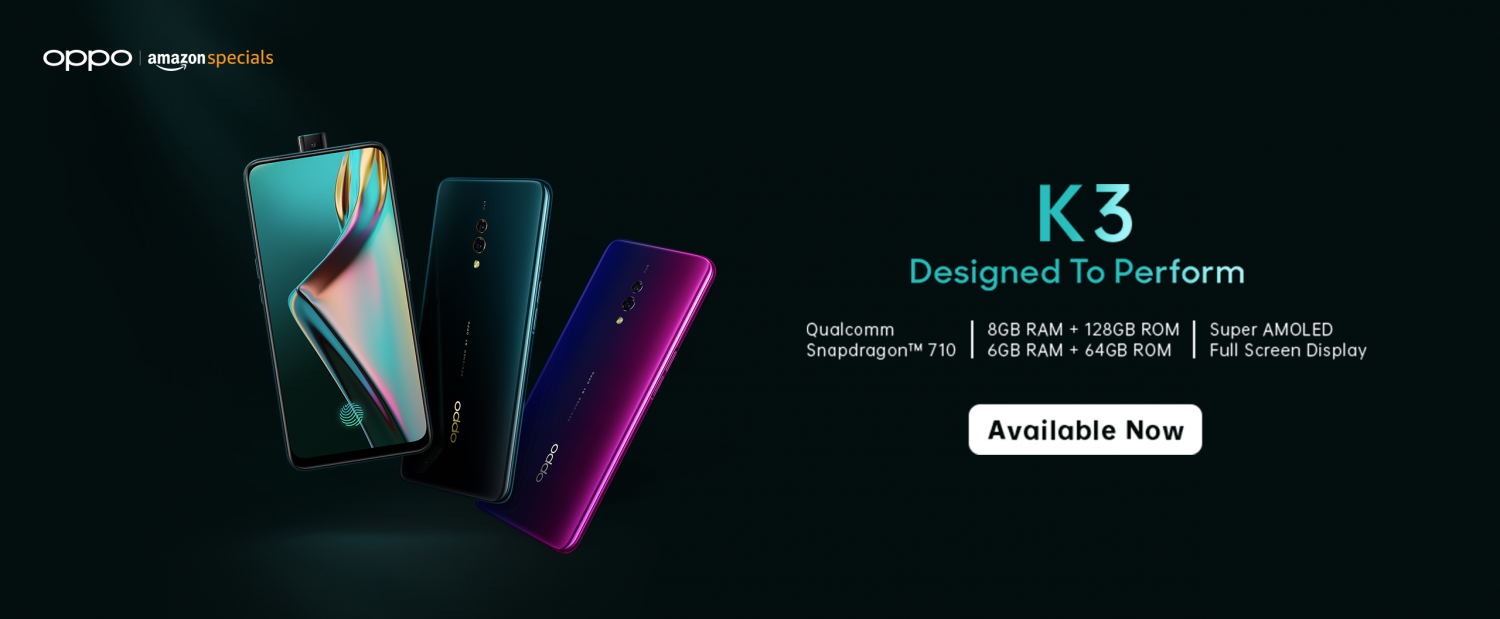 oppo | amazonspecials
K3
Designed To Perform
Qualcomm
Snapdragon™ 710
8GB RAM + 128GB ROM
6GB RAM + 64GB ROM
Super AMOLED
Full Screen Display
Available Now
oppo
oppo